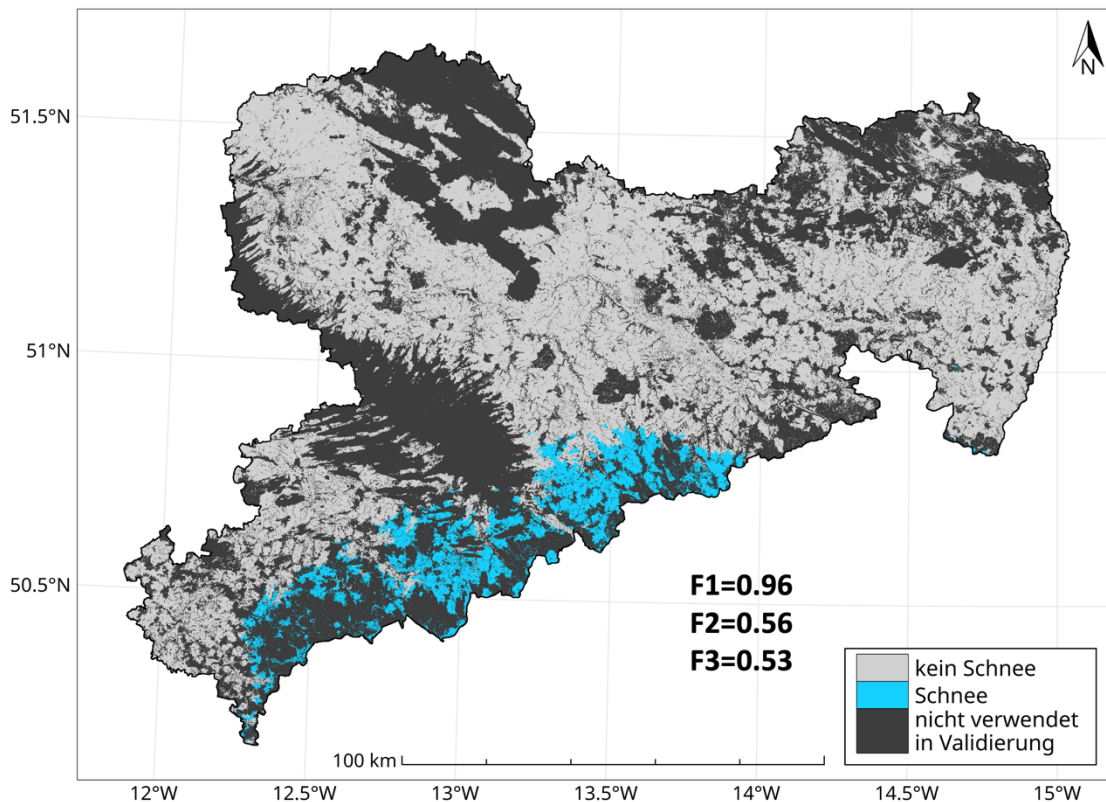 N
51.5°N
51°N
50.5°N
F1=0.96
F2=0.56
F3=0.53
kein Schnee
Schnee
nicht verwendet
in Validierung
100 km
12°W
12.5°W
13°W
13.5°W
14°W
14.5°W
15°W